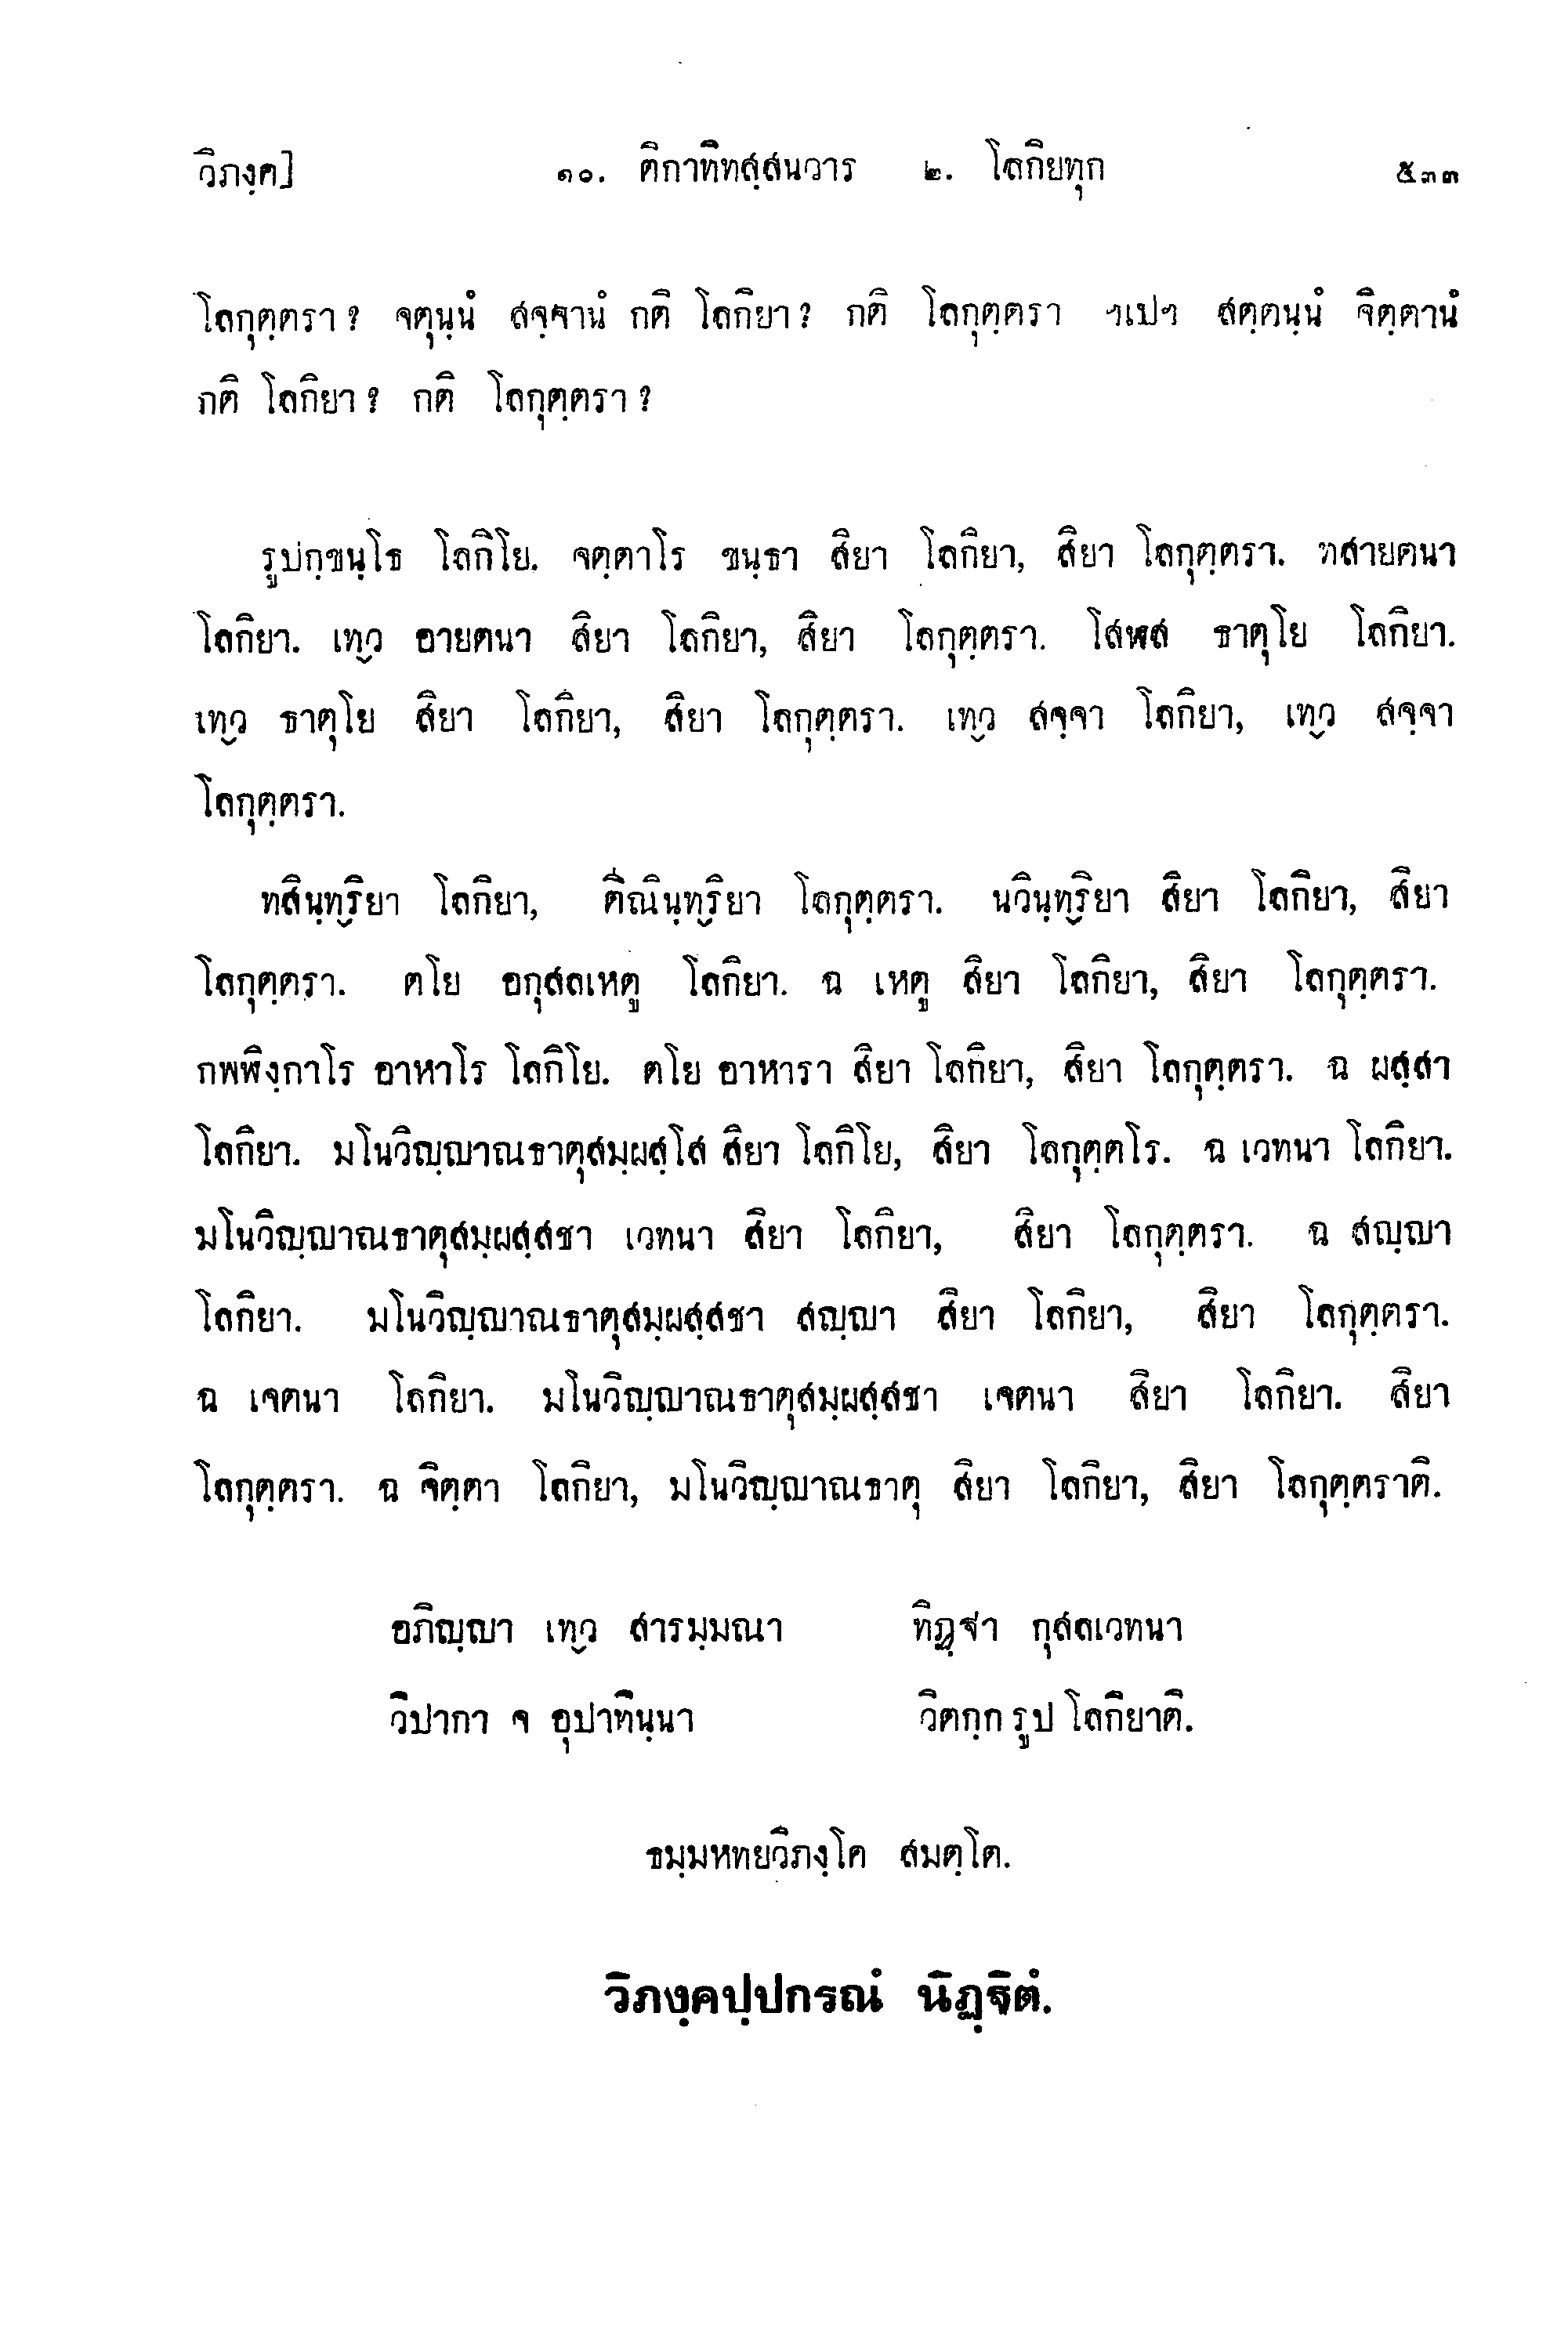 วิภงฺค]	๑๐. ติกาทิทสฺสนวาร ๒. โลกิยทุก	๕๓๓
โลกุตฺตรา ? จตุนฺนํ สจฺจานํ กติ โลกิยา ? กติ โลกุตฺตรา ฯเปฯ สตฺตนฺนํ จิตฺตานํ
กติ โลกิยา ? กติ โลกุตฺตรา ?
รูปกฺขนฺโธ โลกิโย. จตฺตาโร ขนฺธา สิยา โลกิยา, สิยา โลกุตฺตรา. ทสายตนา
โลกิยา. เทฺว อายตนา สิยา โลกิยา, สิยา โลกุตฺตรา. โสฬส ธาตุโย โลกิยา.
เทฺว ธาตุโย สิยา โลกิยา, สิยา โลกุตฺตรา. เทฺว สจฺจา โลกิยา, เทฺว สจฺจา
โลกุตฺตรา.
ทสินฺทฺริยา โลกิยา, ตีณินฺทฺริยา โลกุตฺตรา. นวินฺทฺริยา สิยา โลกิยา, สิยา
โลกุตฺตรา. ตโย อกุสลเหตู โลกิยา. ฉ เหตู สิยา โลกิยา, สิยา โลกุตฺตรา.
กพฬิงฺกาโร อาหาโร โลกิโย. ตโย อาหารา สิยา โลกิยา, สิยา โลกุตฺตรา. ฉ ผสฺสา
โลกิยา. มโนวิญฺญาณธาตุสมฺผสฺโส สิยา โลกิโย, สิยา โลกุตฺตโร. ฉ เวทนา โลกิยา.
มโนวิญฺญาณธาตุสมฺผสฺสชา เวทนา สิยา โลกิยา, สิยา โลกุตฺตรา. ฉ สญฺญา
โลกิยา. มโนวิญฺญาณธาตุสมฺผสฺสชา สญฺญา สิยา โลกิยา, สิยา โลกุตฺตรา.
ฉ เจตนา โลกิยา. มโนวิญฺญาณธาตุสมฺผสฺสชา เจตนา สิยา โลกิยา. สิยา
โลกุตฺตรา. ฉ จิตฺตา โลกิยา, มโนวิญฺญาณธาตุ สิยา โลกิยา, สิยา โลกุตฺตราติ.
อภิญฺญา เทฺว สารมฺมณา	ทิฏฺฐา กุสลเวทนา
วิปากา จ อุปาทินฺนา	วิตกฺก รูป โลกิยาติ.
ธมฺมหทยวิภงฺโค สมตฺโต.
วิภงฺคปฺปกรณํ นิฏฺฐิตํ.